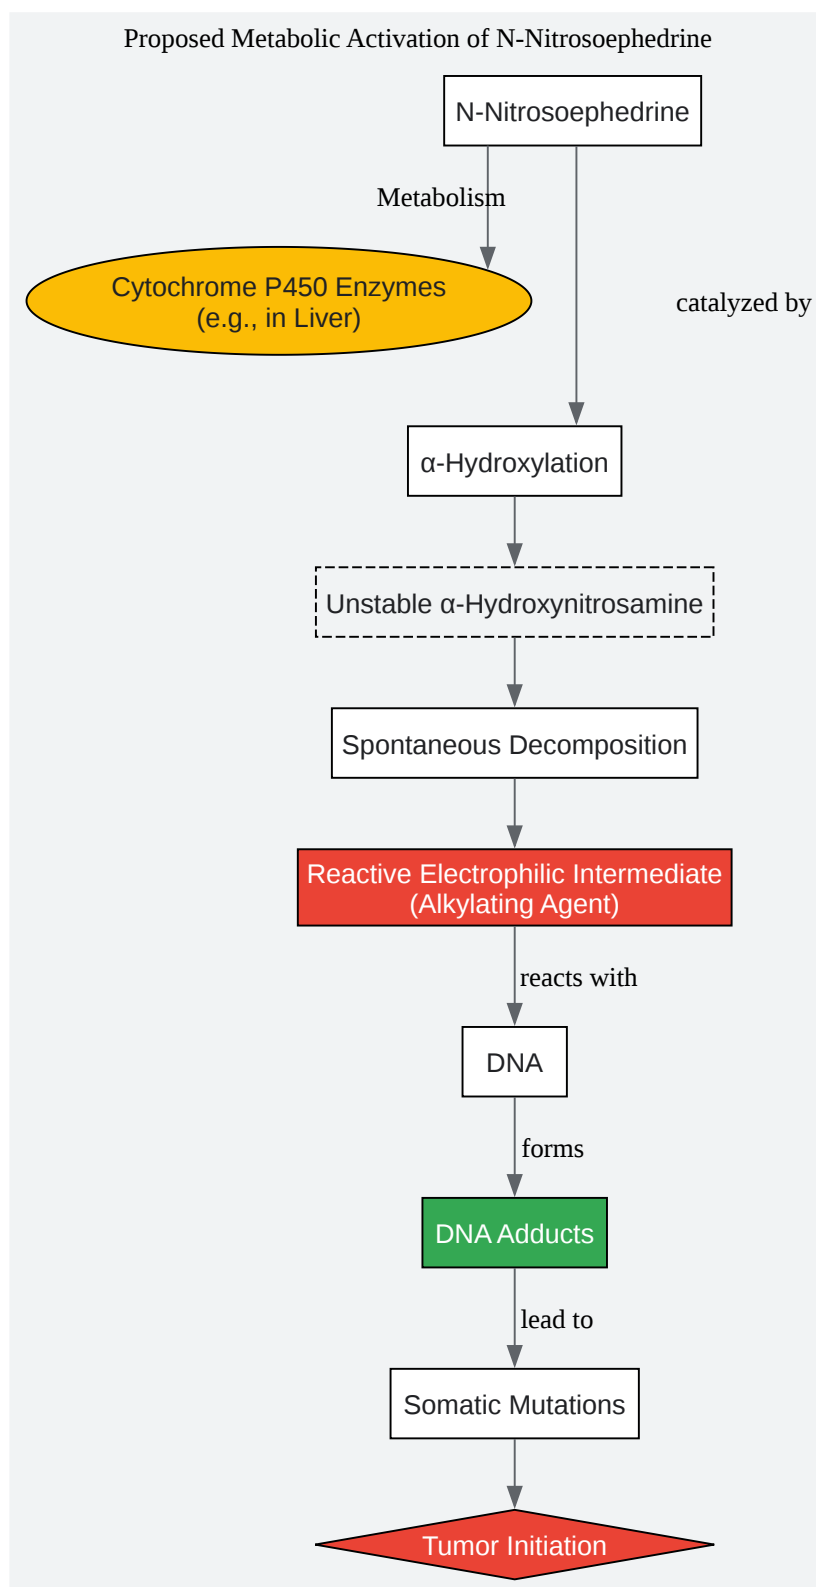 Proposed Metabolic Activation of N-Nitrosoephedrine
N-Nitrosoephedrine
Metabolism
Cytochrome P450 Enzymes
(e.g., in Liver)
catalyzed by
α-Hydroxylation
Unstable α-Hydroxynitrosamine
Spontaneous Decomposition
Reactive Electrophilic Intermediate
(Alkylating Agent)
reacts with
DNA
forms
DNA Adducts
lead to
Somatic Mutations
Tumor Initiation